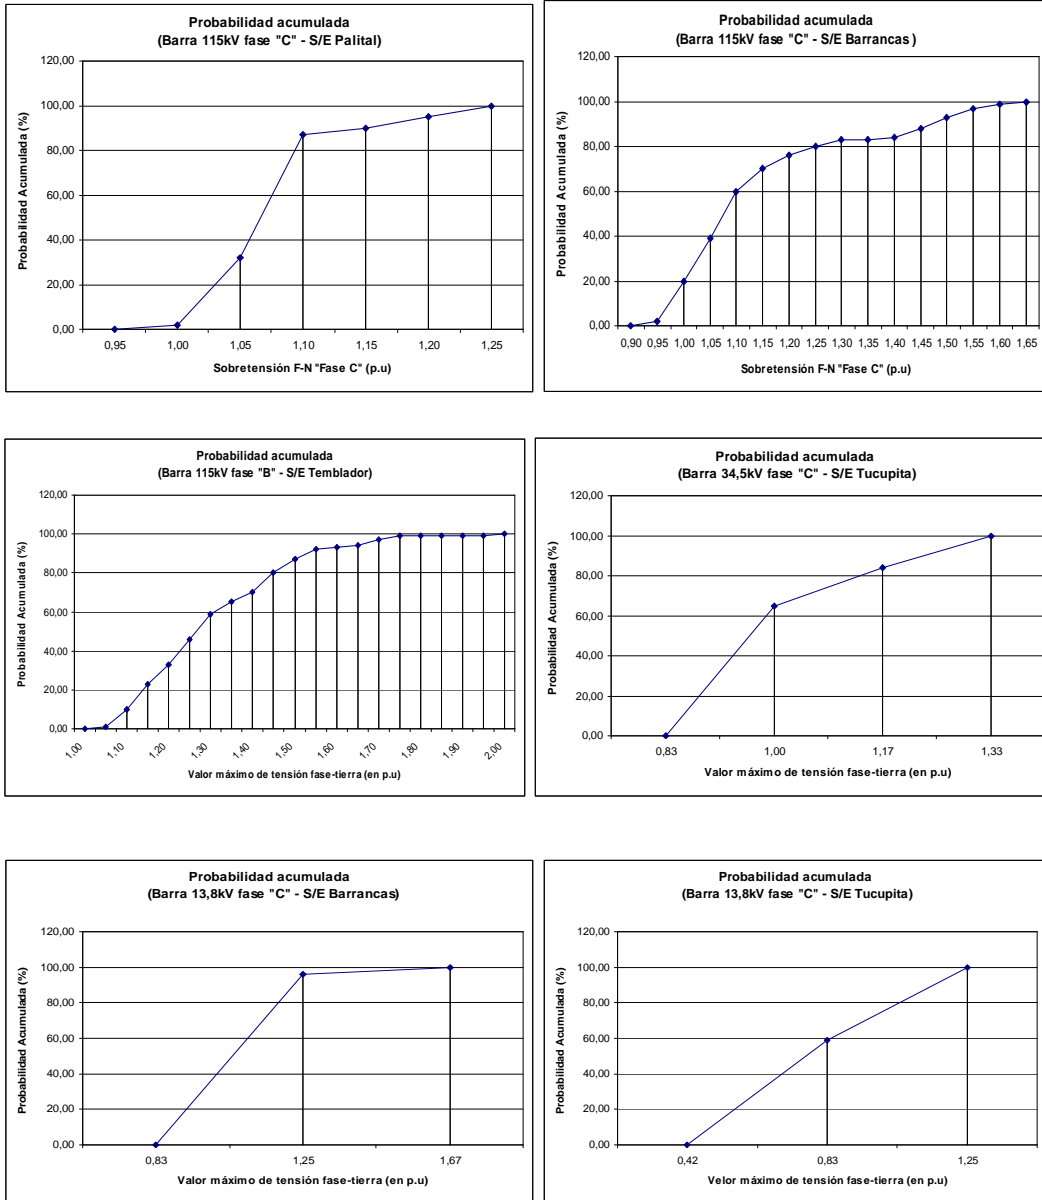 Probabilidad acumulada
(Barra 115kV fase "C" - S/E Palital)
120,00
100,00
80,00
60,00
40,00
20,00
0,00
Probabilidad Acumulada (%)
0,95 1,00 1,05 1,10 1,15 1,20 1,25
Sobretensión F-N "Fase C" (p.u)
Probabilidad acumulada
(Barra 115kV fase "C" - S/E Barrancas )
120,00
100,00
80,00
60,00
40,00
20,00
0,00
Probabilidad Acumulada (%)
0,90 0,95 1,00 1,05 1,10 1,15 1,20 1,25 1,30 1,35 1,40 1,45 1,50 1,55 1,60 1,65
Sobretensión F-N "Fase C" (p.u)
Probabilidad acumulada
(Barra 115kV fase "B" - S/E Temblador)
120,00
100,00
80,00
60,00
40,00
20,00
0,00
Probabilidad Acumulada (%)
1,00 1,10 1,20 1,30 1,40 1,50 1,60 1,70 1,80 1,90 2,00
Valor máximo de tensión fase-tierra (en p.u)
Probabilidad acumulada
(Barra 34,5kV fase "C" - S/E Tucupita)
120,00
100,00
80,00
60,00
40,00
20,00
0,00
Probabilidad Acumulada (%)
0,83 1,00 1,17 1,33
Valor máximo de tensión fase-tierra (en p.u)
Probabilidad acumulada
(Barra 13,8kV fase "C" - S/E Barrancas)
120,00
100,00
80,00
60,00
40,00
20,00
0,00
Probabilidad Acumulada (%)
0,83 1,25 1,67
Valor máximo de tensión fase-tierra (en p.u)
Probabilidad acumulada
(Barra 13,8kV fase "C" - S/E Tucupita)
120,00
100,00
80,00
60,00
40,00
20,00
0,00
Probabilidad Acumulada (%)
0,42 0,83 1,25
Velor máximo de tensión fase-tierra (en p.u)